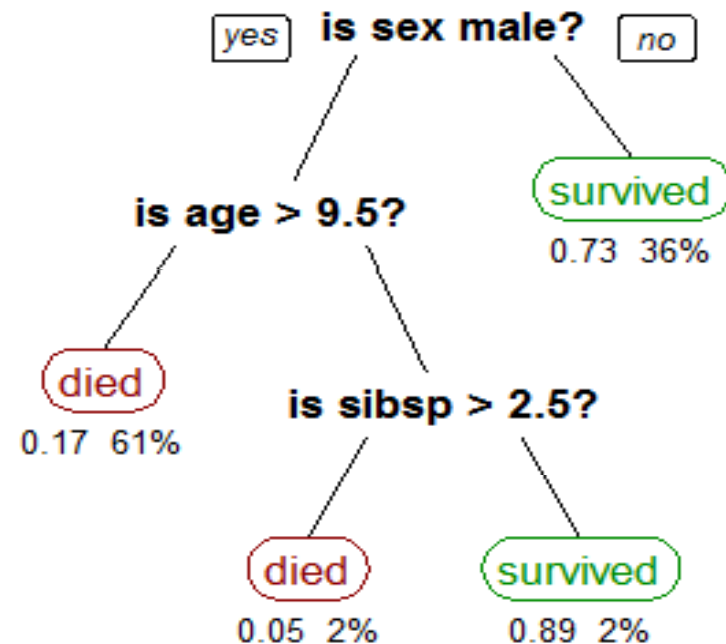 yes is sex male? no
survived
is age > 9.5?
0.73 36%
died
is sibsp > 2.5?
0.17 61%
died survived
0.05 2% 0.89 2%